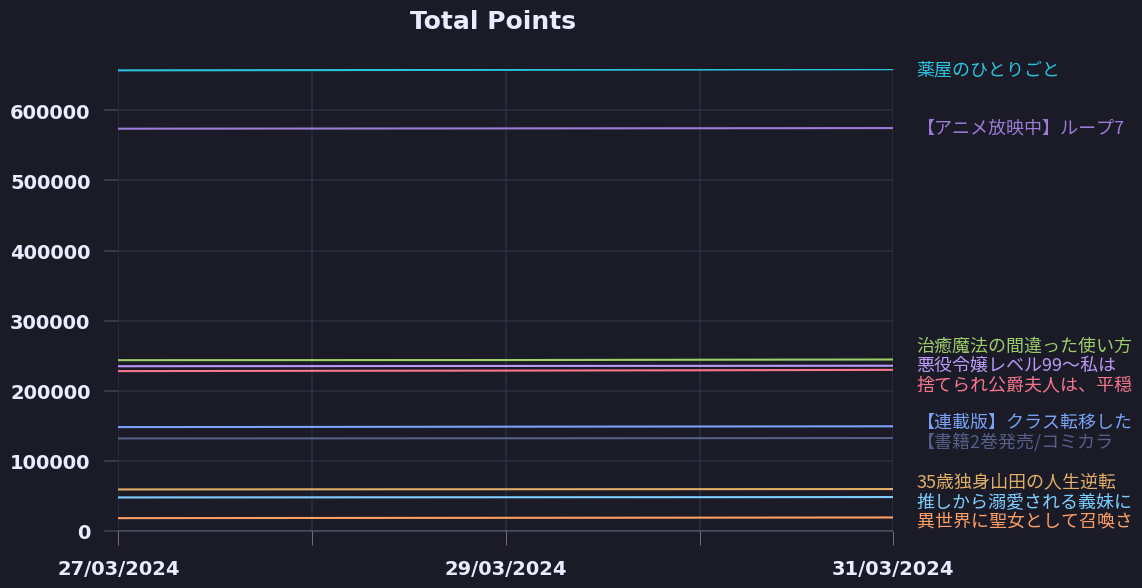 Total Points
薬屋のひとりごと
600000
【アニメ放映中】ループ7
500000
400000
300000
治癒魔法の間違った使い方
悪役令嬢レベル99～私は
200000
捨てられ公爵夫人は、平穏
【連載版】クラス転移した
【書籍2巻発売/コミカラ
100000
35歳独身山田の人生逆転
推しから溺愛される義妹に
異世界に聖女として召喚さ
0
27/03/2024
29/03/2024
31/03/2024